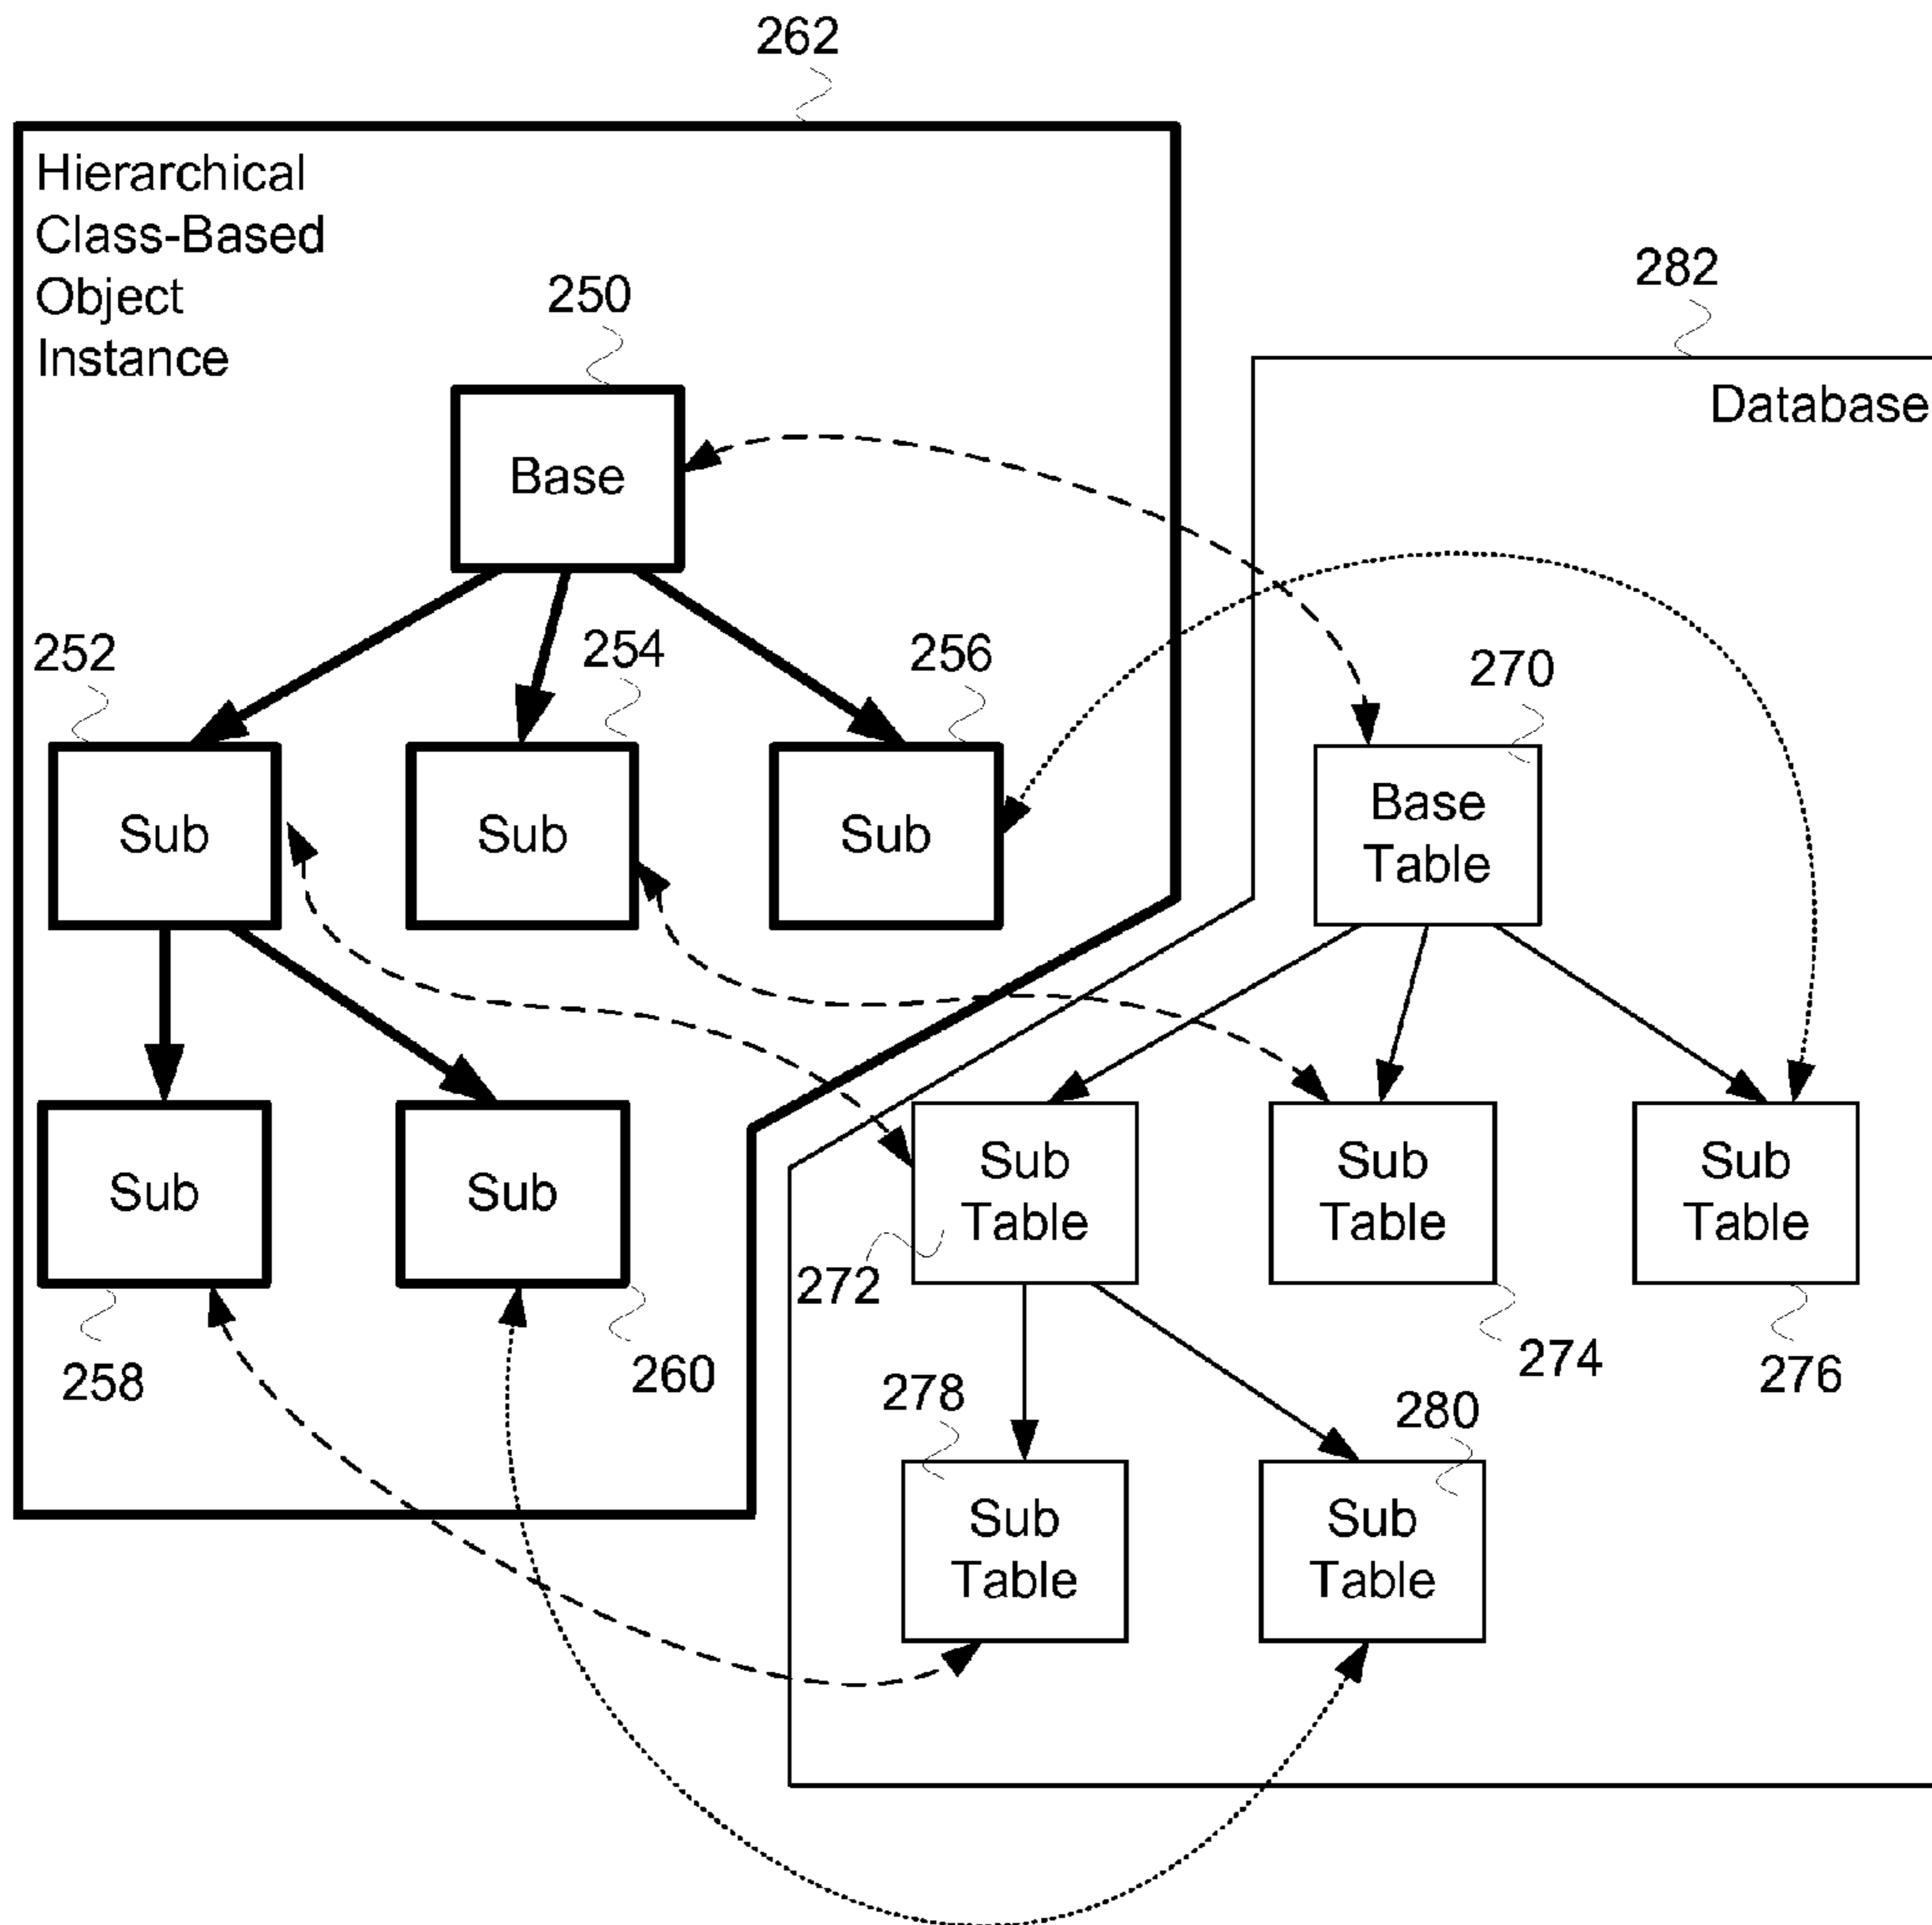 262
Hierarchical
Class-Based
Object
Instance
282
Database
250
Base
252
254
256
270
Sub
Sub
Sub
Base
Table
Sub
Sub
Sub
Table
Sub
Table
Sub
Table
272
258
260
274
276
278
280
Sub
Table
Sub
Table